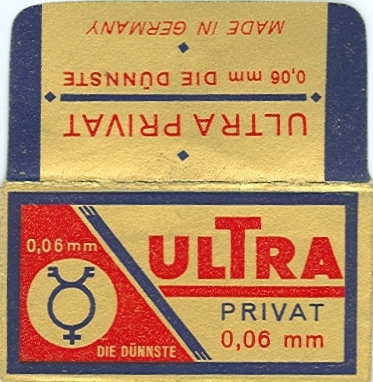 MADE IN GERMANY
0,06 mm DIE DÜNNSTE
ULTRA PRIVAT
0,06 mm
ULTRA
PRIVAT
0,06 mm
DIE DÜNNSTE